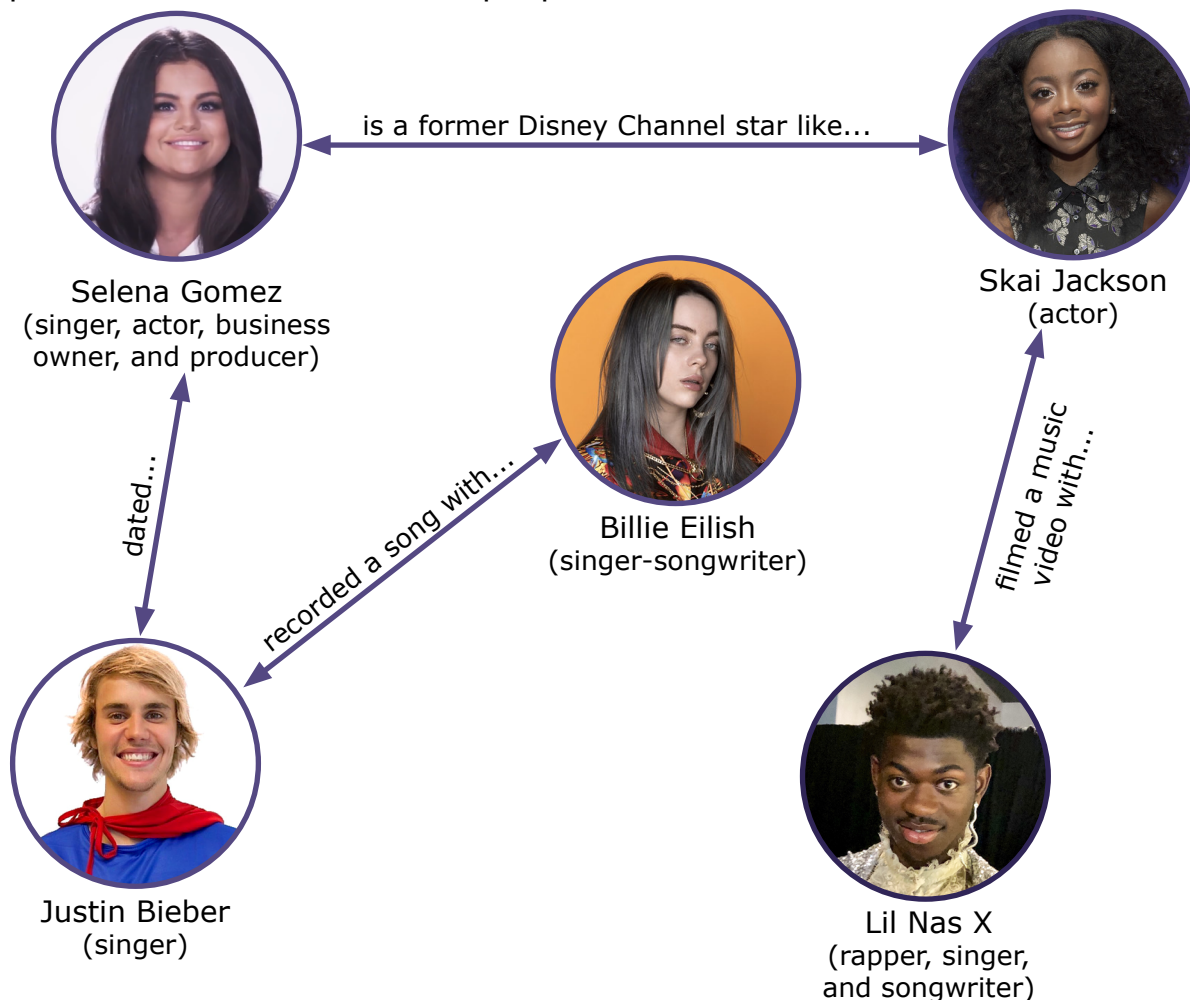 is a former Disney Channel star like...
Selena Gomez
(singer, actor, business
owner, and producer)
Skai Jackson
(actor)
Billie Eilish
(singer-songwriter)
dated...
recorded a song with...
filmed a music
video with...
Justin Bieber
(singer)
Lil Nas X
(rapper, singer,
and songwriter)